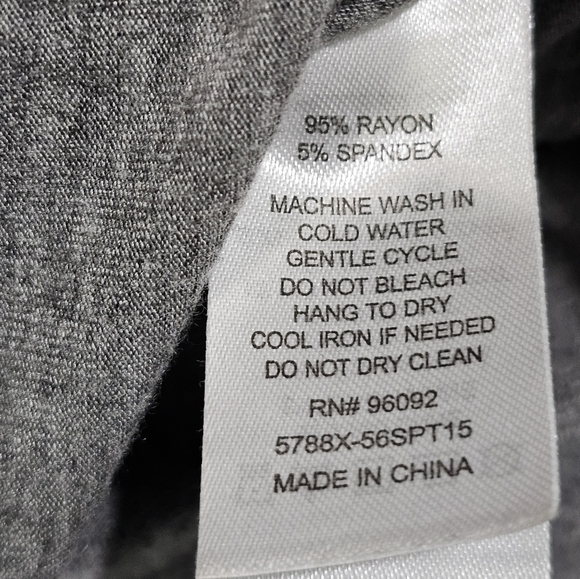 95% RAYON
5% SPANDEX
MACHINE WASH IN
COLD WATER
GENTLE CYCLE
DO NOT BLEACH
HANG TO DRY
COOL IRON IF NEEDED
DO NOT DRY CLEAN
RN# 96092
5788X-56SPT15
MADE IN CHINA